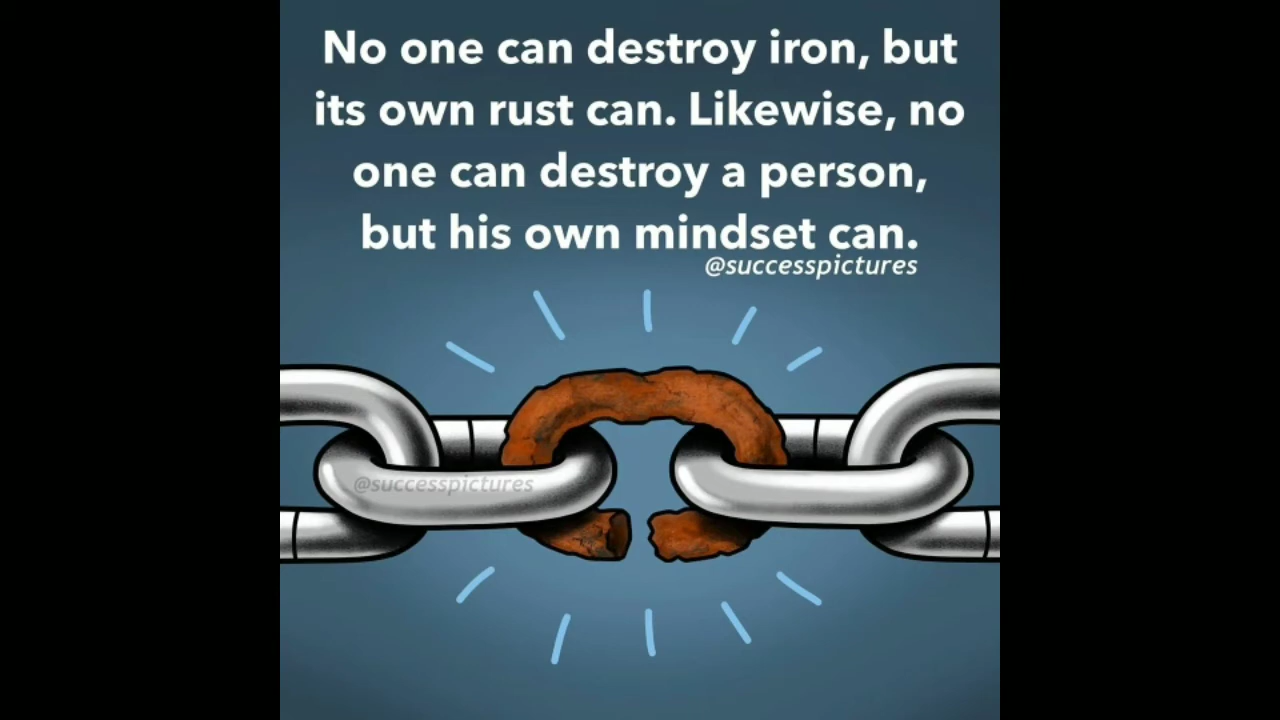 No one can destroy iron, but
its own rust can. Likewise, no
one can destroy a person,
but his own mindset can.
@successpictures
@successpictures